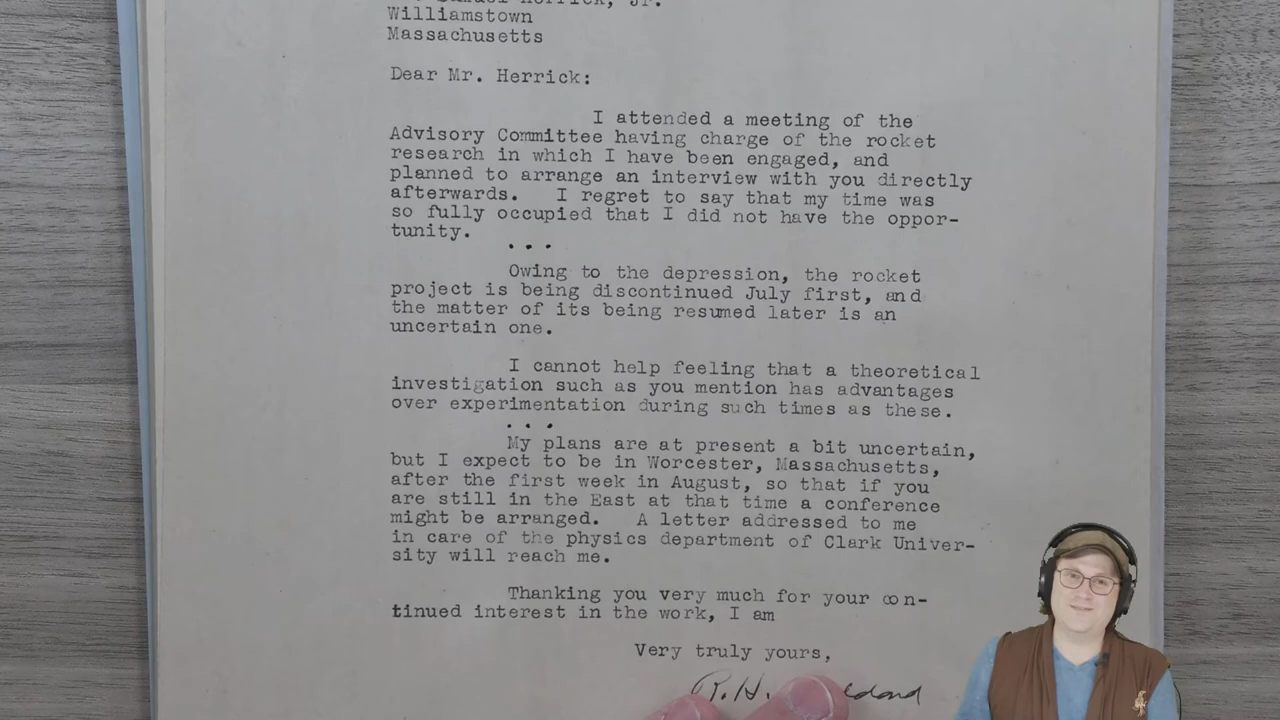 Herrick, Jr.
Williamstown
Massachusetts
Dear Mr. Herrick:
I attended a meeting of the
Advisory Committee having charge of the rocket
research in which I have been engaged, and
planned to arrange an interview with you directly
afterwards. I regret to say that my time was
so fully occupied that I did not have the oppor-
tunity.
...
Owing to the depression, the rocket
project is being discontinued July first, and
the matter of its being resumed later is an
uncertain one.
I cannot help feeling that a theoretical
investigation such as you mention has advantages
over experimentation during such times as these.
...
My plans are at present a bit uncertain,
but I expect to be in Worcester, Massachusetts,
after the first week in August, so that if you
are still in the East at that time a conference
might be arranged. A letter addressed to me
in care of the physics department of Clark Univer-
sity will reach me.
Thanking you very much for your con-
tinued interest in the work, I am
Very truly yours,
R. H.